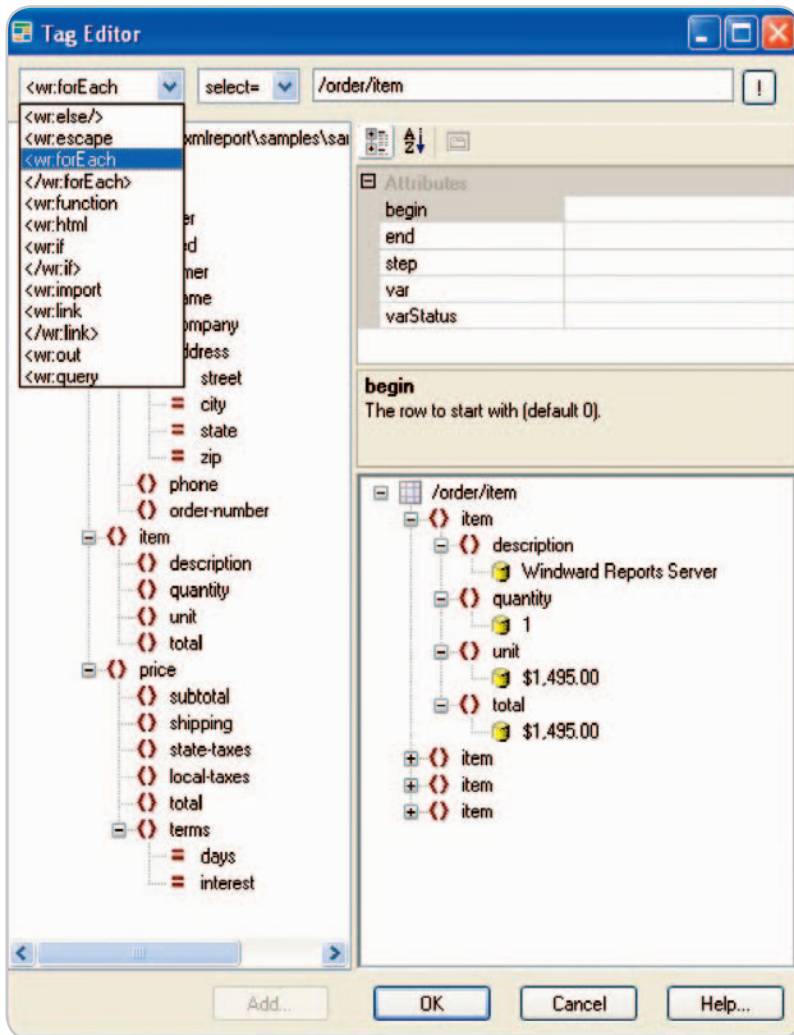 Tag Editor
<wr:forEach select= /order/item !
<wr:else/>
<wr:escape
<wr:forEach
</wr:forEach>
<wr:function
<wr:html
<wr:if
</wr:if>
<wr:import
<wr:link
</wr:link>
<wr:out
<wr:query
street
city
state
zip
phone
order-number
item
description
quantity
unit
total
price
subtotal
shipping
state-taxes
local-taxes
total
terms
days
interest
Attributes
begin
end
step
var
varStatus
begin
The row to start with (default 0).
/order/item
item
description
Windward Reports Server
quantity
1
unit
$1,495.00
total
$1,495.00
item
item
item
Add...
OK
Cancel
Help...